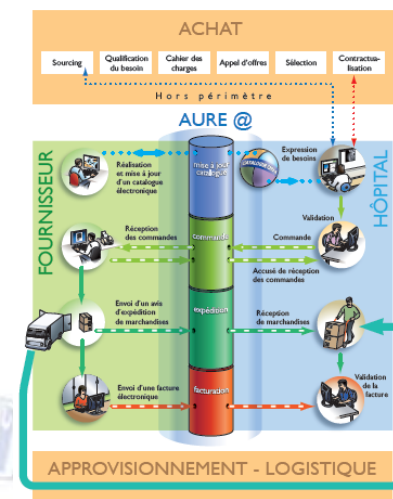 ACHAT
Sourcing
Qualification
du besoin
Cahier des
charges
Appel d'offres
Sélection
Contractua-
lisation
Hors périmètre
AURE @
FOURNISSEUR
HÔPITAL
Réalisation
et mise à jour
d'un catalogue
électronique
mise à jour
catalogue
CATALOGUE
Expression
de besoins
Validation
Réception
des commandes
commande
Commande
Accusé de réception
des commandes
Envoi d'un avis
d'expédition
de marchandises
expédition
Réception
de marchandises
Envoi d'une facture
électronique
facturation
Validation
de la
facture
APPROVISIONNEMENT - LOGISTIQUE